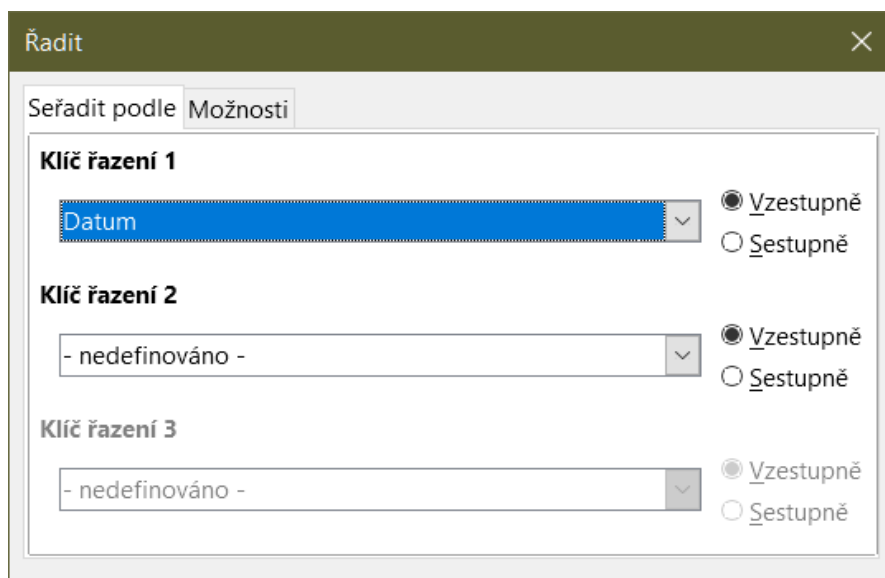 Řadit
Seřadit podle Možnosti
Klíč řazení 1
Datum
Vzestupně
Sestupně
Klíč řazení 2
- nedefinováno -
Vzestupně
Sestupně
Klíč řazení 3
- nedefinováno -
Vzestupně
Sestupně